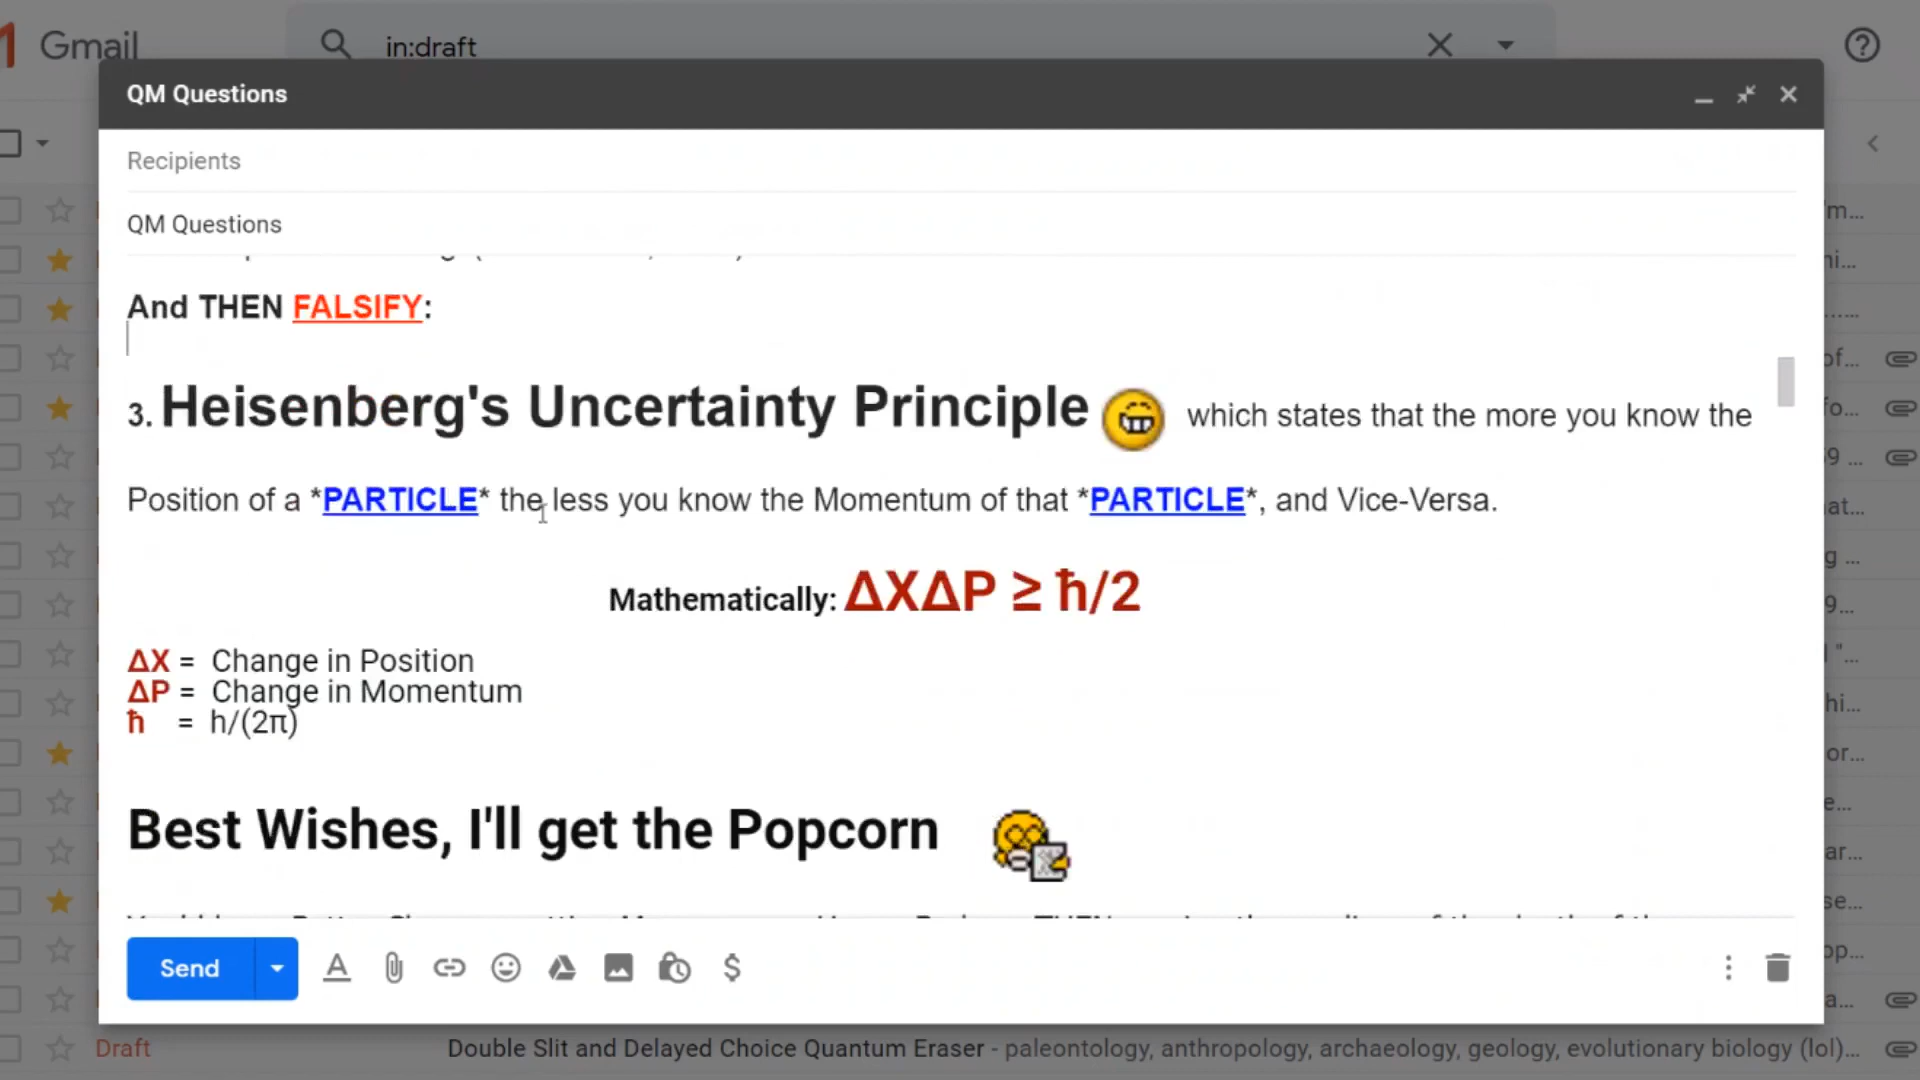 Gmail
in:draft
QM Questions
Recipients
QM Questions
And THEN FALSIFY:
3. Heisenberg's Uncertainty Principle which states that the more you know the
Position of a *PARTICLE* the less you know the Momentum of that *PARTICLE*, and Vice-Versa.
Mathematically: ΔXΔP ≥ ħ/2
ΔX = Change in Position
ΔP = Change in Momentum
ħ = h/(2π)
Best Wishes, I'll get the Popcorn
Send
Draft Double Slit and Delayed Choice Quantum Eraser - paleontology, anthropology, archaeology, geology, evolutionary biology (lol)...